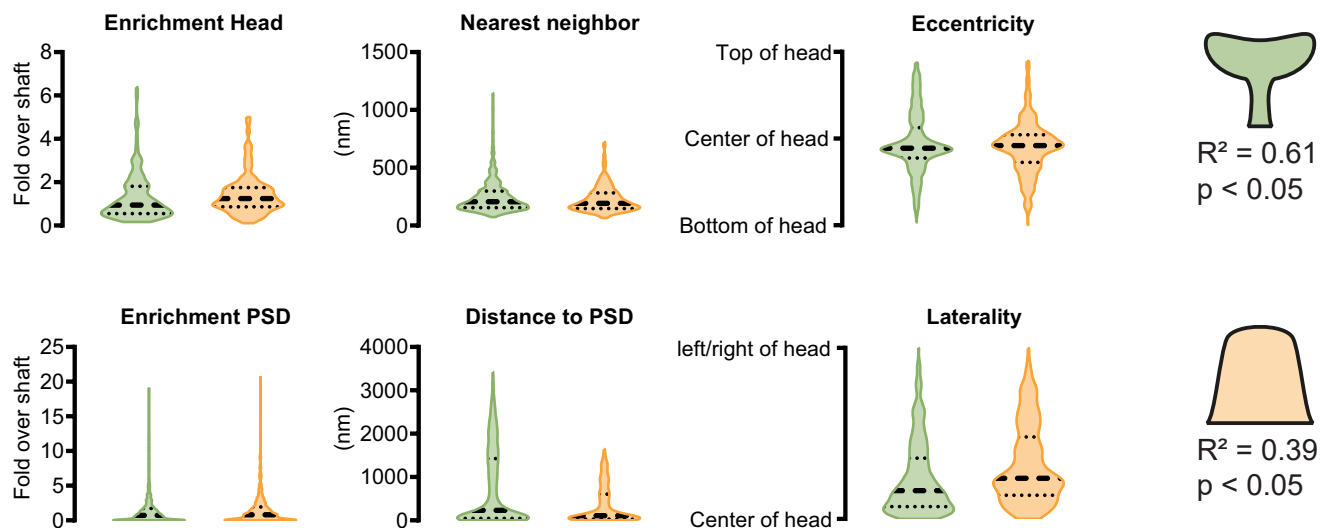 Enrichment Head
Fold over shaft
8
6
4
2
0
Nearest neighbor
(nm)
1500
1000
500
0
Eccentricity
Top of head
Center of head
Bottom of head
R² = 0.61
p < 0.05
Enrichment PSD
Fold over shaft
25
20
15
10
5
0
Distance to PSD
(nm)
4000
3000
2000
1000
0
Laterality
left/right of head
Center of head
R² = 0.39
p < 0.05